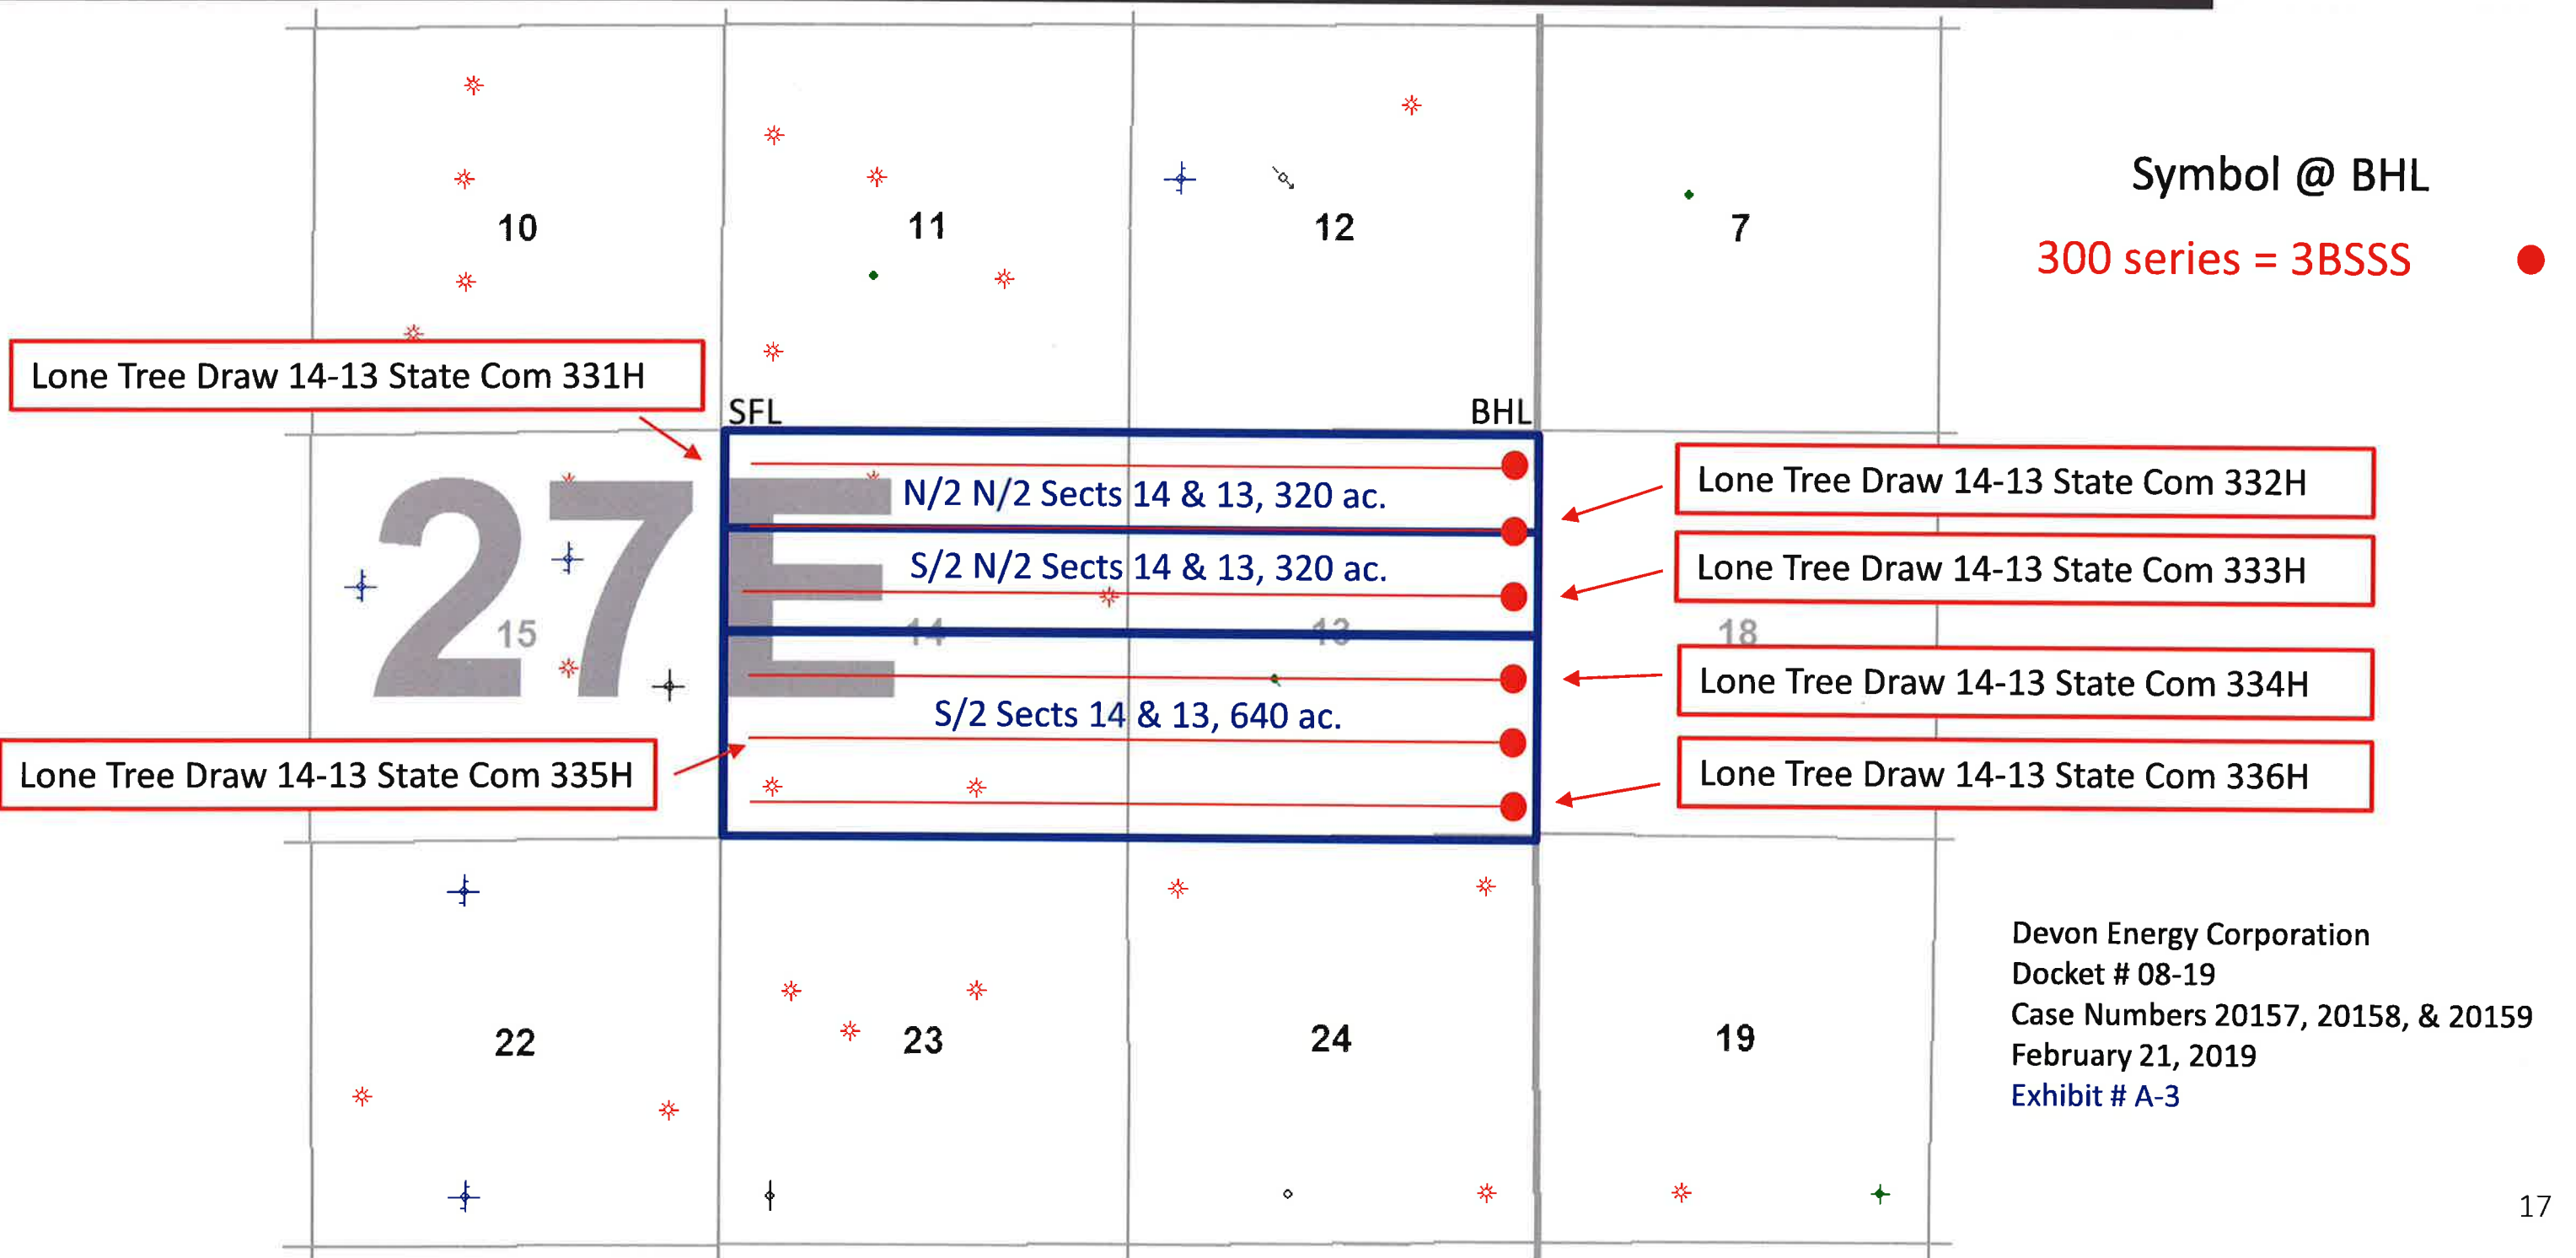 Symbol @ BHL
10
11
12
7
300 series = 3BSSS
Lone Tree Draw 14-13 State Com 331H
SFL
BHL
Lone Tree Draw 14-13 State Com 332H
N/2 N/2 Sects 14 & 13, 320 ac.
27E
S/2 N/2 Sects 14 & 13, 320 ac.
Lone Tree Draw 14-13 State Com 333H
15
14
13
18
Lone Tree Draw 14-13 State Com 334H
S/2 Sects 14 & 13, 640 ac.
Lone Tree Draw 14-13 State Com 335H
Lone Tree Draw 14-13 State Com 336H
Devon Energy Corporation
Docket # 08-19
Case Numbers 20157, 20158, & 20159
February 21, 2019
Exhibit # A-3
22
23
24
19
17